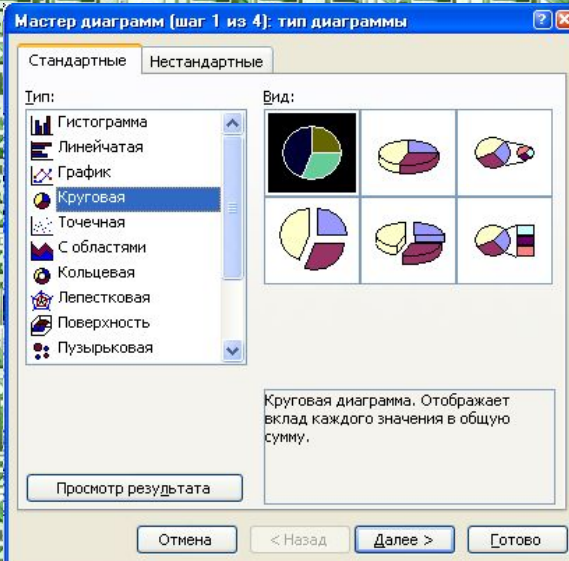 Мастер диаграмм (шаг 1 из 4): тип диаграммы
Стандартные Нестандартные
Тип:
Гистограмма
Линейчатая
График
Круговая
Точечная
С областями
Кольцевая
Лепестковая
Поверхность
Пузырьковая
Вид:
Круговая диаграмма. Отображает
вклад каждого значения в общую
сумму.
Просмотр результата
Отмена < Назад Далее > Готово